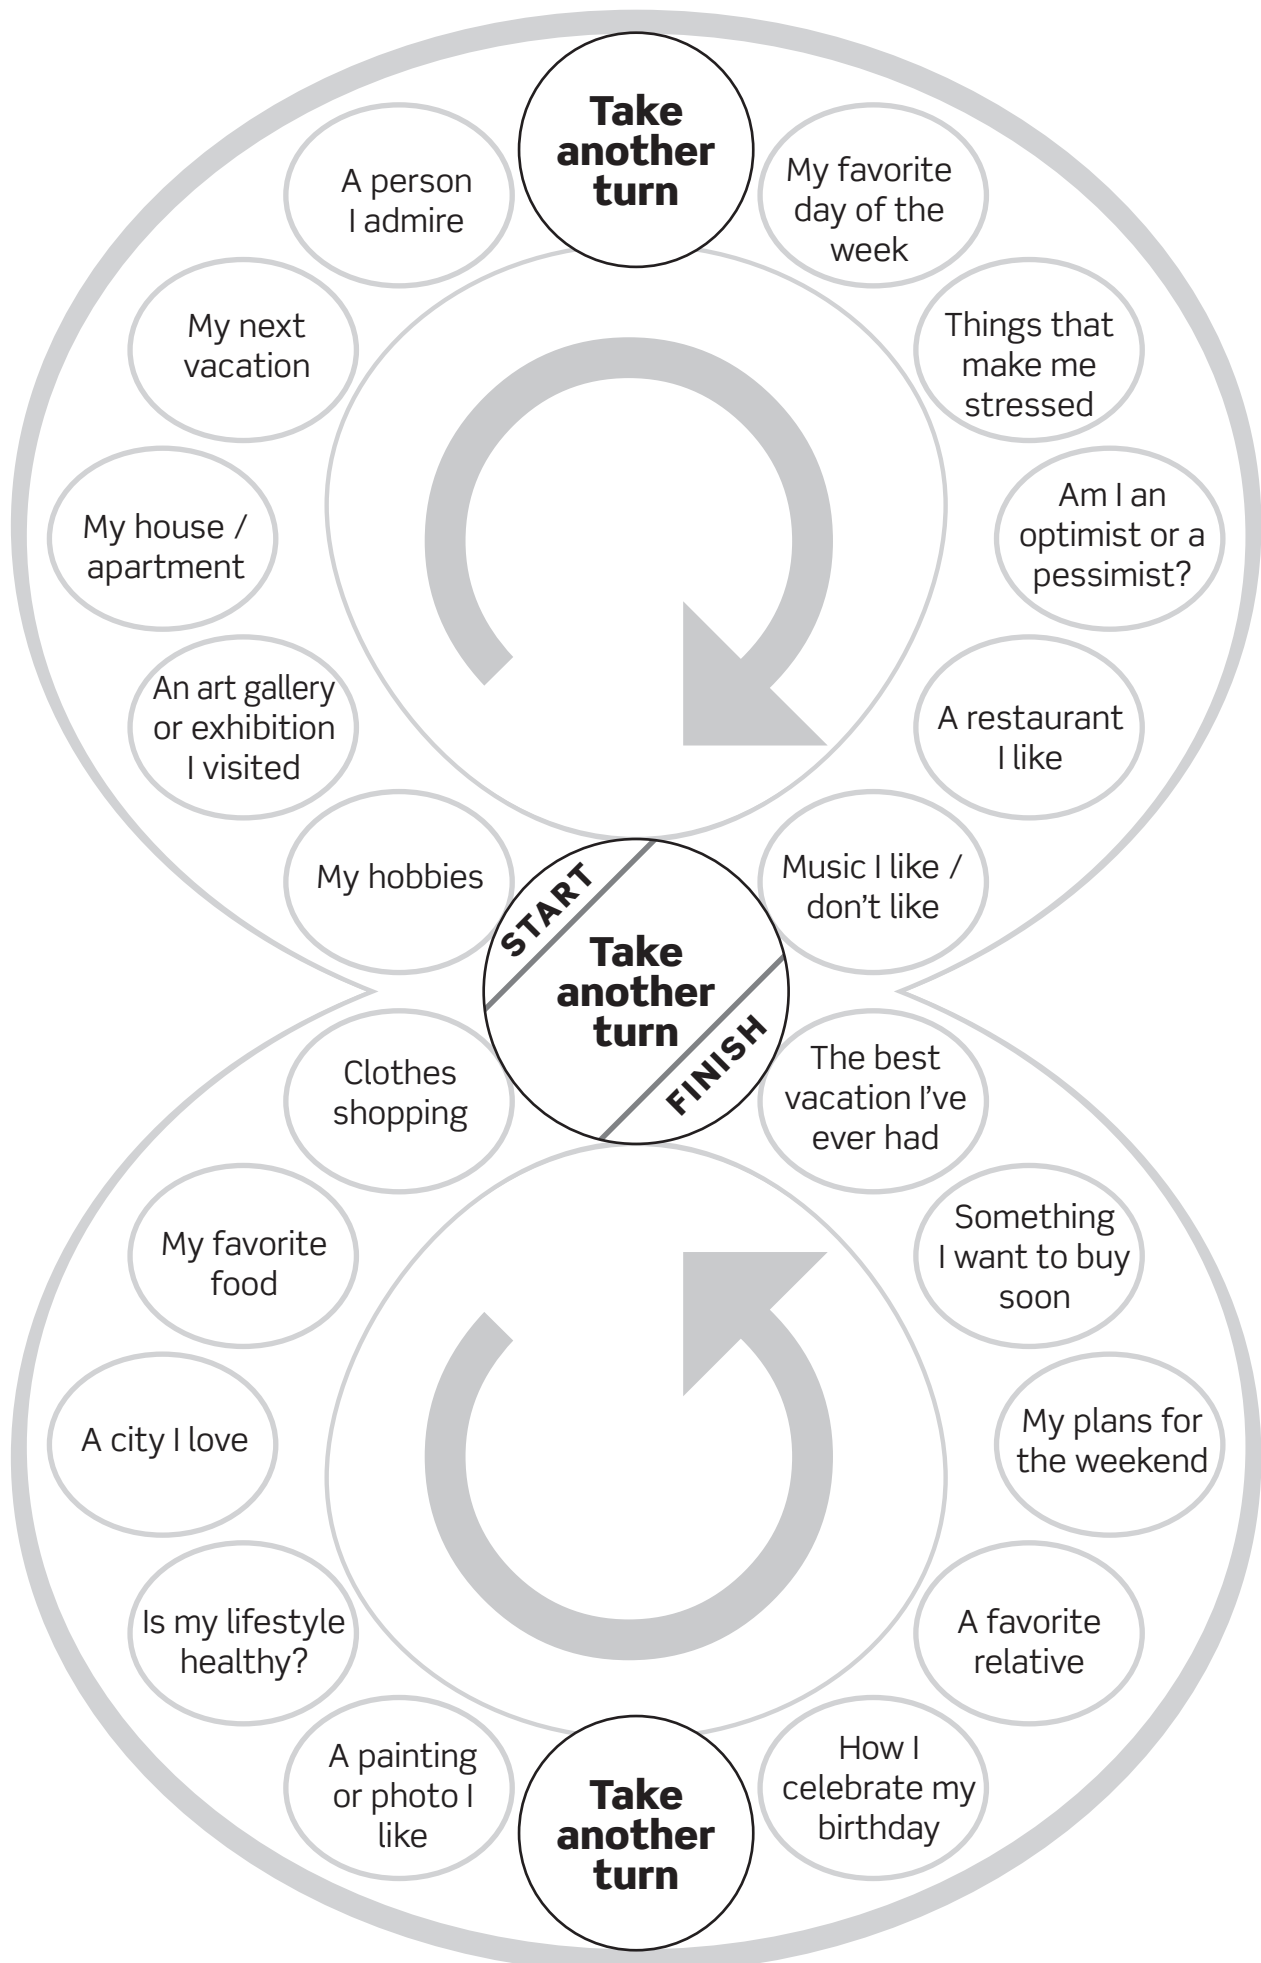 Take
another
turn
A person
I admire
My favorite
day of the
week
My next
vacation
Things that
make me
stressed
My house /
apartment
Am I an
optimist or a
pessimist?
An art gallery
or exhibition
I visited
A restaurant
I like
My hobbies
START
Take
another
turn
FINISH
Music I like /
don't like
Clothes
shopping
The best
vacation I've
ever had
My favorite
food
Something
I want to buy
soon
A city I love
My plans for
the weekend
Is my lifestyle
healthy?
A favorite
relative
A painting
or photo I
like
Take
another
turn
How I
celebrate my
birthday